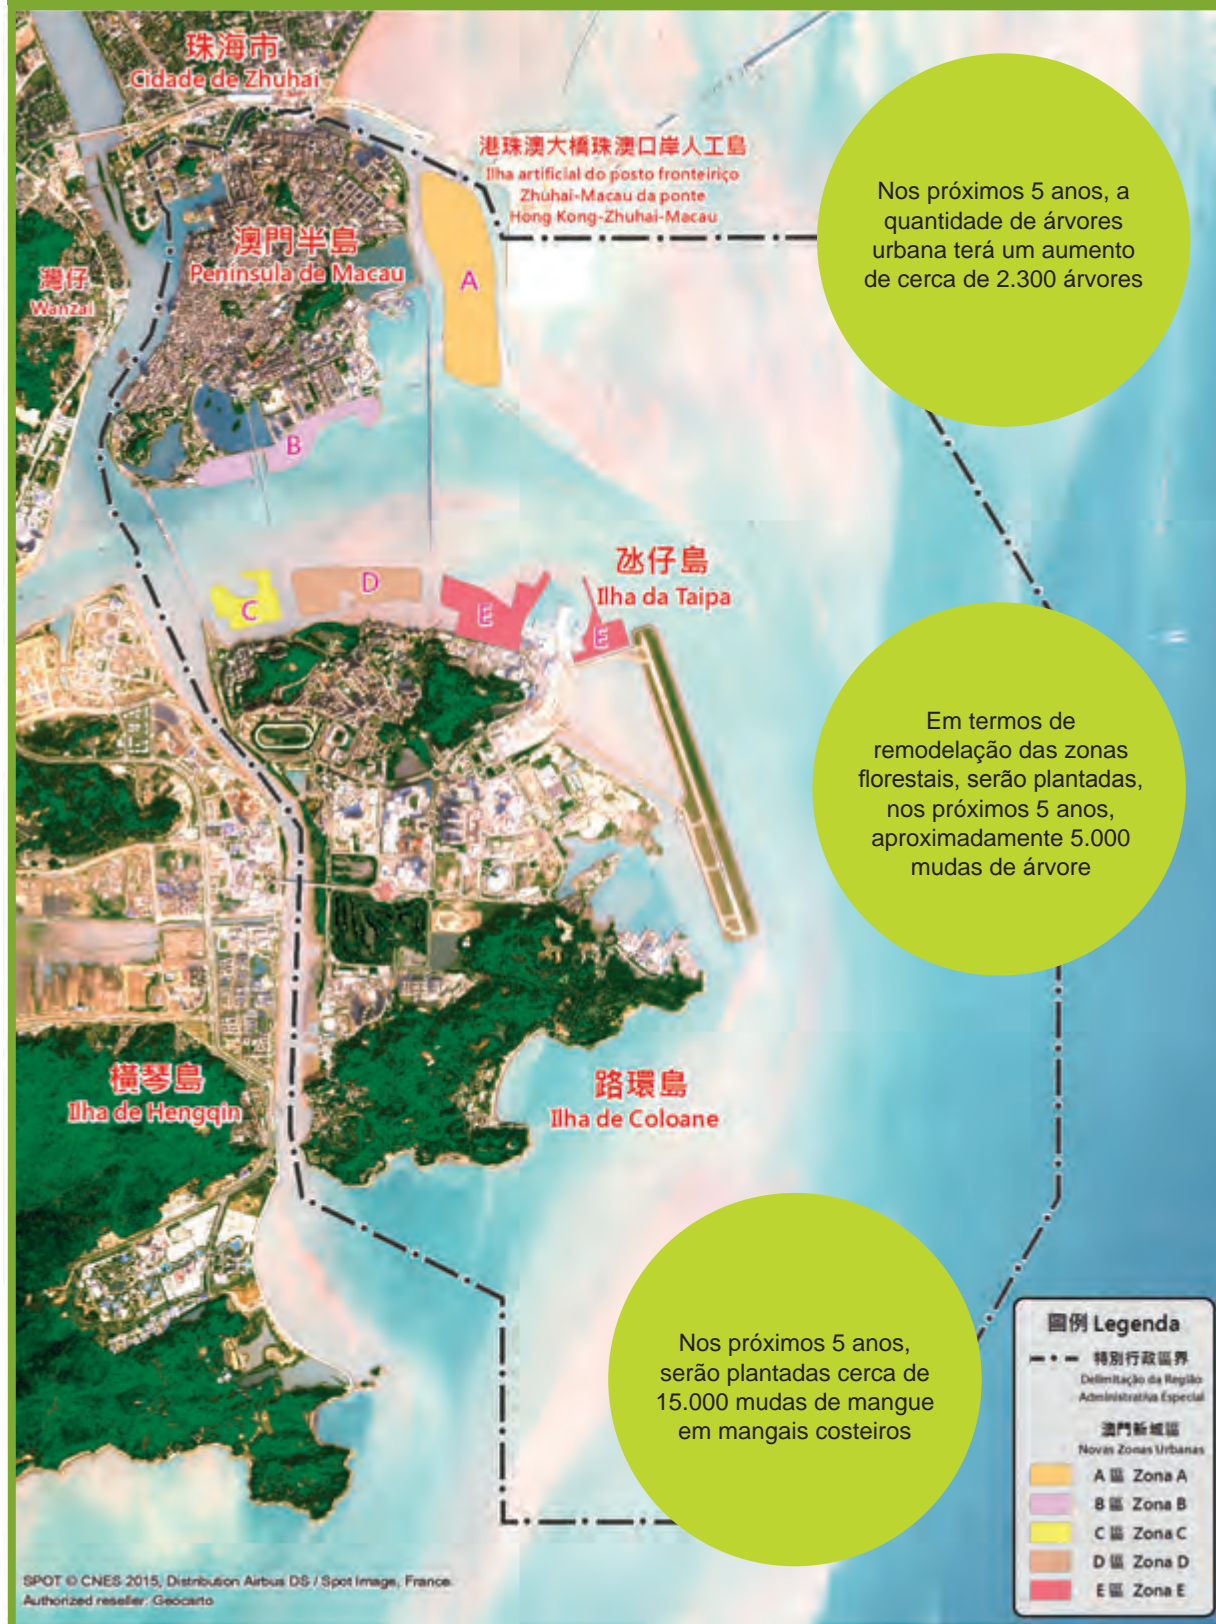 珠海市
Cidade de Zhuhai
港珠澳大橋珠澳口岸人工島
Ilha artificial do posto fronteiriço
Zhuhai-Macau da ponte
Hong Kong-Zhuhai-Macau
Nos próximos 5 anos, a
quantidade de árvores
urbana terá um aumento
de cerca de 2.300 árvores
澳門半島
Península de Macau
灣仔
Wanzai
A
B
氹仔島
Ilha da Taipa
C
D
E
E
Em termos de
remodelação das zonas
florestais, serão plantadas,
nos próximos 5 anos,
aproximadamente 5.000
mudas de árvore
橫琴島
Ilha de Hengqin
路環島
Ilha de Coloane
Nos próximos 5 anos,
serão plantadas cerca de
15.000 mudas de mangue
em mangais costeiros
圖例 Legenda
特別行政區界
Delimitação da Região
Administrativa Especial
澳門新城區
Novas Zonas Urbanas
A 區 Zona A
B 區 Zona B
C 區 Zona C
D 區 Zona D
E 區 Zona E
SPOT © CNES 2015, Distribution Airbus DS / Spot Image, France
Authorized reseller: Geocarto